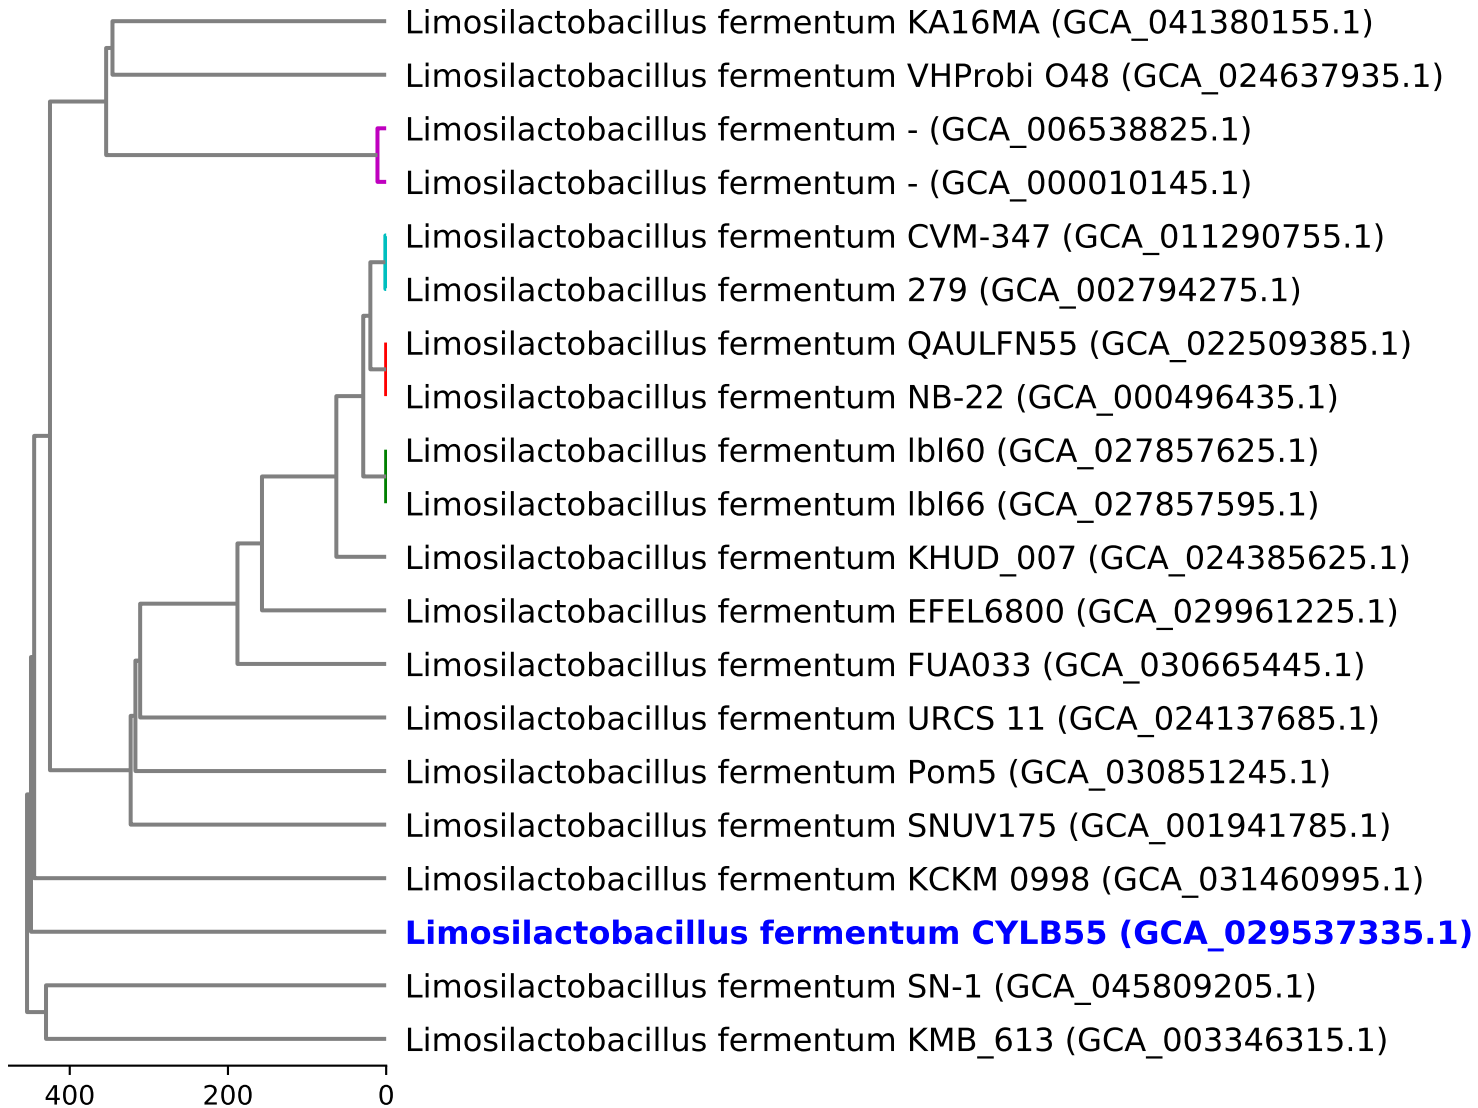 Limosilactobacillus fermentum KA16MA (GCA_041380155.1)
Limosilactobacillus fermentum VHProbi O48 (GCA_024637935.1)
Limosilactobacillus fermentum - (GCA_006538825.1)
Limosilactobacillus fermentum - (GCA_000010145.1)
Limosilactobacillus fermentum CVM-347 (GCA_011290755.1)
Limosilactobacillus fermentum 279 (GCA_002794275.1)
Limosilactobacillus fermentum QAULFN55 (GCA_022509385.1)
Limosilactobacillus fermentum NB-22 (GCA_000496435.1)
Limosilactobacillus fermentum lbl60 (GCA_027857625.1)
Limosilactobacillus fermentum lbl66 (GCA_027857595.1)
Limosilactobacillus fermentum KHUD_007 (GCA_024385625.1)
Limosilactobacillus fermentum EFEL6800 (GCA_029961225.1)
Limosilactobacillus fermentum FUA033 (GCA_030665445.1)
Limosilactobacillus fermentum URCS 11 (GCA_024137685.1)
Limosilactobacillus fermentum Pom5 (GCA_030851245.1)
Limosilactobacillus fermentum SNUV175 (GCA_001941785.1)
Limosilactobacillus fermentum KCKM 0998 (GCA_031460995.1)
Limosilactobacillus fermentum CYLB55 (GCA_029537335.1)
Limosilactobacillus fermentum SN-1 (GCA_045809205.1)
Limosilactobacillus fermentum KMB_613 (GCA_003346315.1)
400 200 0